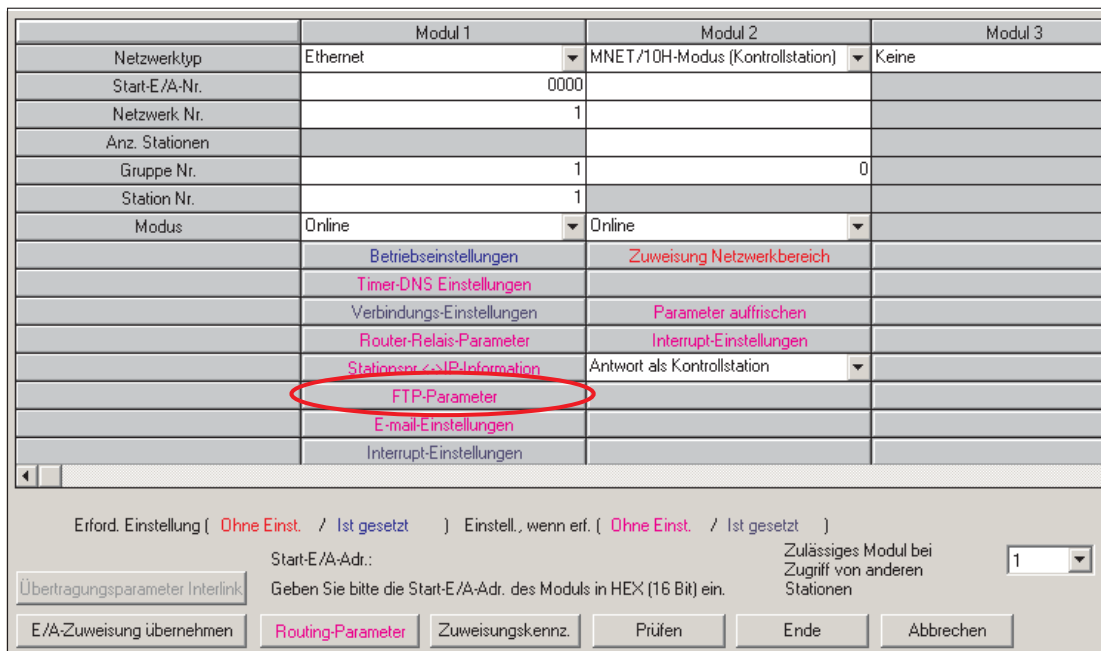 Modul 1 Modul 2 Modul 3
Netzwerktyp Ethernet MNET/10H-Modus (Kontrollstation) Keine
Start-E/A-Nr. 0000
Netzwerk Nr. 1
Anz. Stationen
Gruppe Nr. 1 0
Station Nr. 1
Modus Online Online
Betriebseinstellungen Zuweisung Netzwerkbereich
Timer-DNS Einstellungen
Verbindungs-Einstellungen Parameter auffrischen
Router-Relais-Parameter Interrupt-Einstellungen
Stationsnr.<->IP-Information Antwort als Kontrollstation
FTP-Parameter
E-mail-Einstellungen
Interrupt-Einstellungen
Erford. Einstellung ( Ohne Einst. / Ist gesetzt ) Einstell., wenn erf. ( Ohne Einst. / Ist gesetzt )
Start-E/A-Adr.:
Geben Sie bitte die Start-E/A-Adr. des Moduls in HEX (16 Bit) ein.
Zulässiges Modul bei
Zugriff von anderen
Stationen
1
Übertragungsparameter Interlink
E/A-Zuweisung übernehmen Routing-Parameter Zuweisungskennz. Prüfen Ende Abbrechen